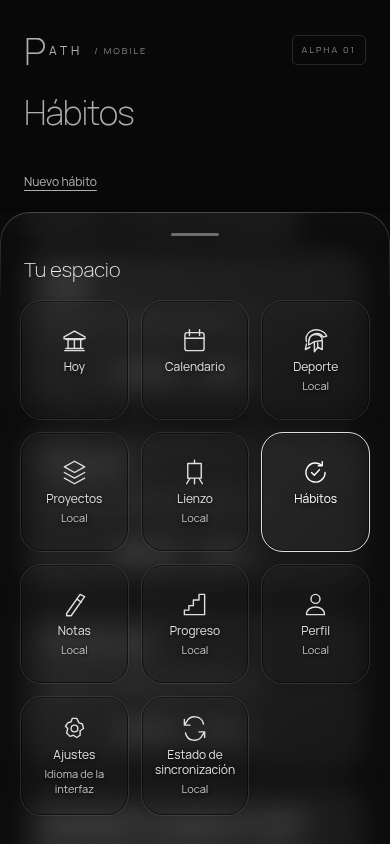 PATH / MOBILE
ALPHA 01
Hábitos
Nuevo hábito
Tu espacio
Hoy
Calendario
Deporte
Local
Proyectos
Local
Lienzo
Local
Hábitos
Notas
Local
Progreso
Local
Perfil
Local
Ajustes
Idioma de la
interfaz
Estado de
sincronización
Local